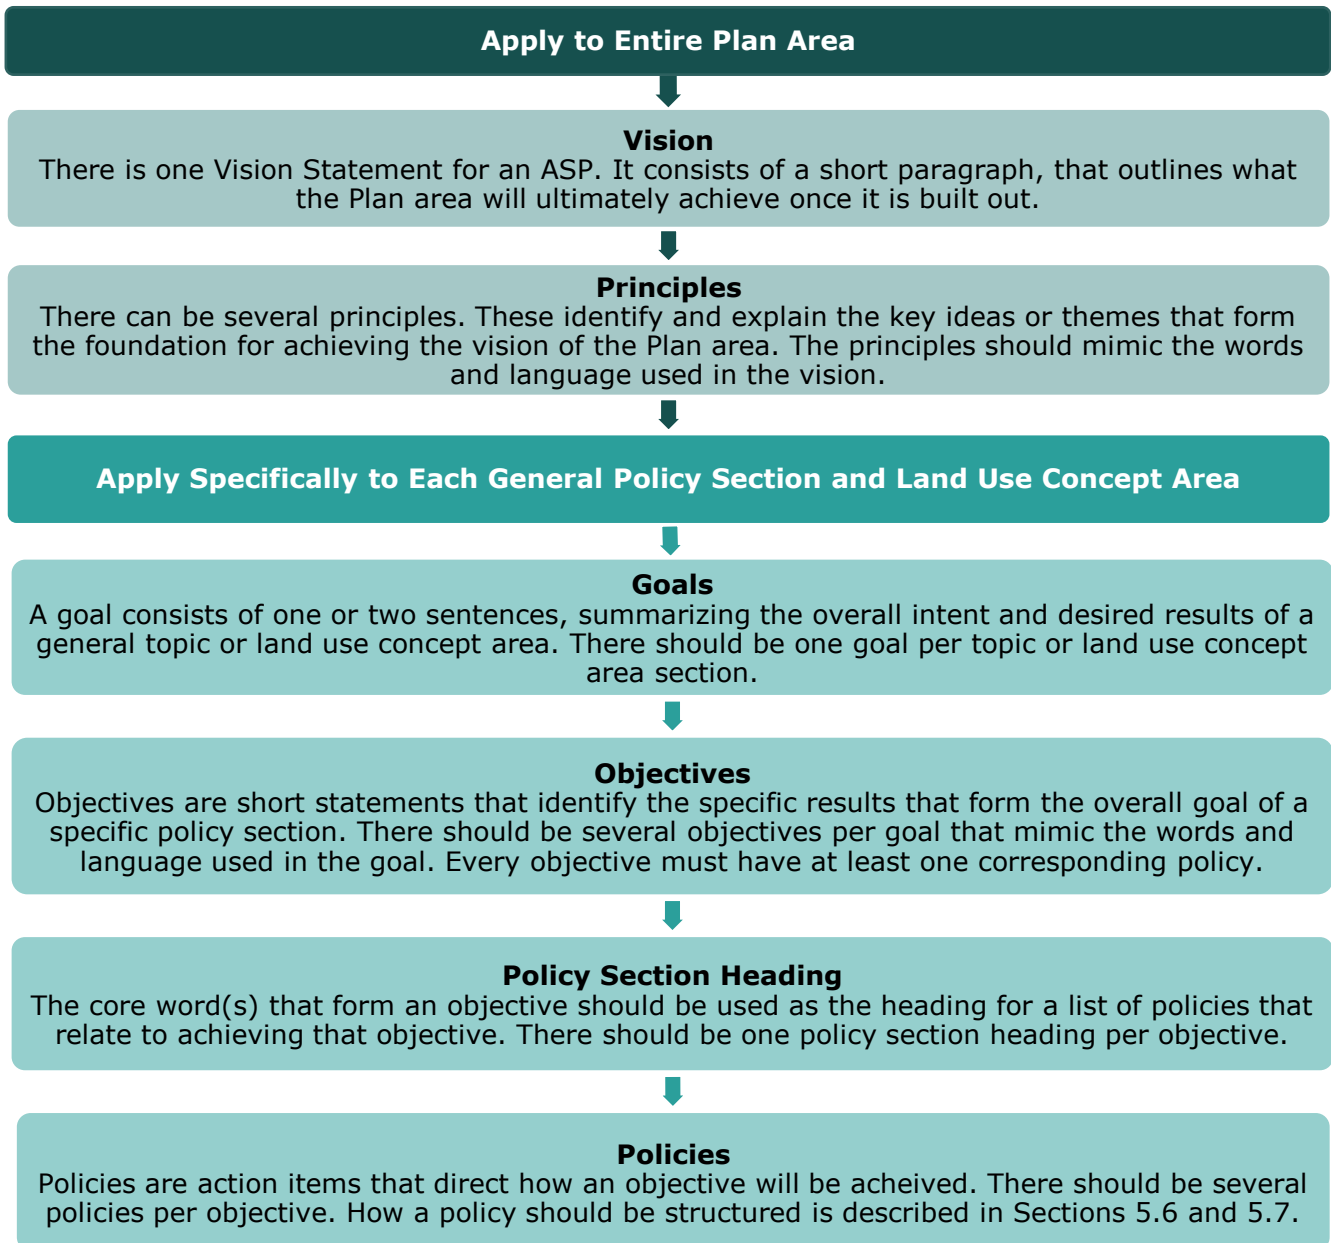 Apply to Entire Plan Area
Vision
There is one Vision Statement for an ASP. It consists of a short paragraph, that outlines what
the Plan area will ultimately achieve once it is built out.
Principles
There can be several principles. These identify and explain the key ideas or themes that form
the foundation for achieving the vision of the Plan area. The principles should mimic the words
and language used in the vision.
Apply Specifically to Each General Policy Section and Land Use Concept Area
Goals
A goal consists of one or two sentences, summarizing the overall intent and desired results of a
general topic or land use concept area. There should be one goal per topic or land use concept
area section.
Objectives
Objectives are short statements that identify the specific results that form the overall goal of a
specific policy section. There should be several objectives per goal that mimic the words and
language used in the goal. Every objective must have at least one corresponding policy.
Policy Section Heading
The core word(s) that form an objective should be used as the heading for a list of policies that
relate to achieving that objective. There should be one policy section heading per objective.
Policies
Policies are action items that direct how an objective will be acheived. There should be several
policies per objective. How a policy should be structured is described in Sections 5.6 and 5.7.